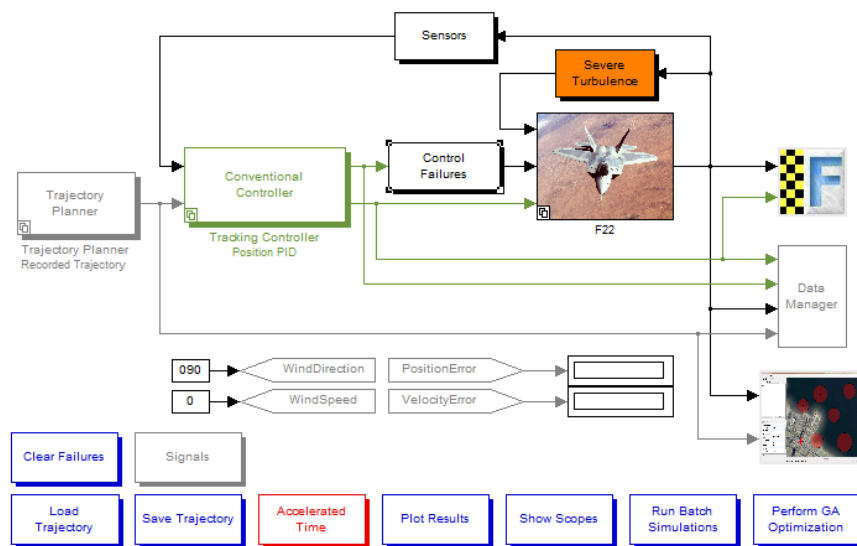 Sensors
Severe
Turbulence
Control
Failures
Conventional
Controller
Trajectory
Planner
F
F22
Tracking Controller
Position PID
Trajectory Planner
Recorded Trajectory
Data
Manager
090
WindDirection
PositionError
0
WindSpeed
VelocityError
Clear Failures
Signals
Load
Trajectory
Save Trajectory
Accelerated
Time
Plot Results
Show Scopes
Run Batch
Simulations
Perform GA
Optimization